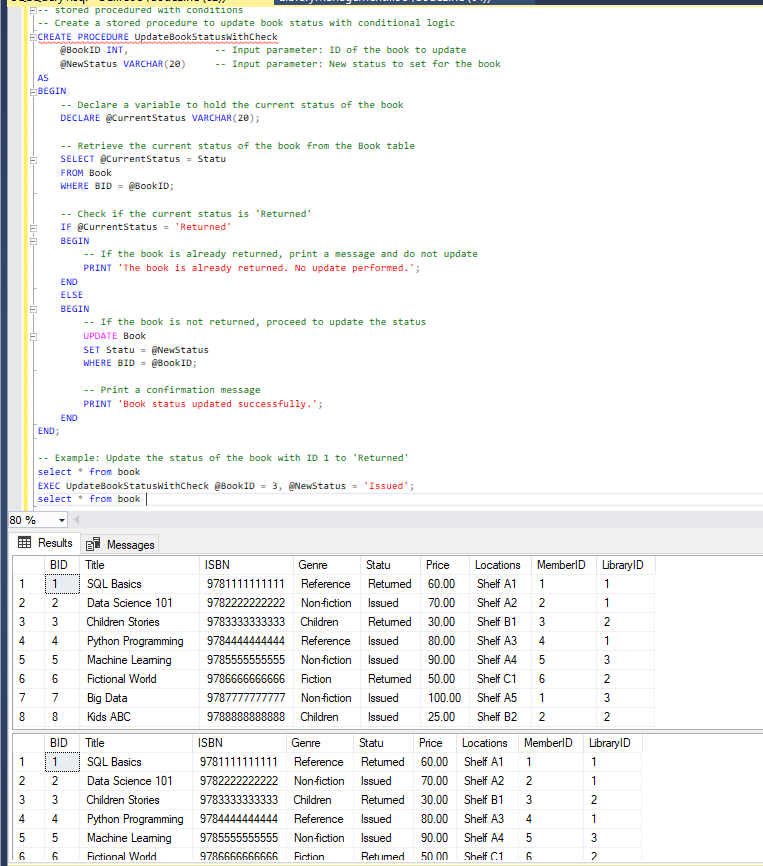 -- stored procedured with conditions
-- Create a stored procedure to update book status with conditional logic
CREATE PROCEDURE UpdateBookStatusWithCheck
@BookID INT, -- Input parameter: ID of the book to update
@NewStatus VARCHAR(20) -- Input parameter: New status to set for the book
AS
BEGIN
-- Declare a variable to hold the current status of the book
DECLARE @CurrentStatus VARCHAR(20);
-- Retrieve the current status of the book from the Book table
SELECT @CurrentStatus = Statu
FROM Book
WHERE BID = @BookID;
-- Check if the current status is 'Returned'
IF @CurrentStatus = 'Returned'
BEGIN
-- If the book is already returned, print a message and do not update
PRINT 'The book is already returned. No update performed.';
END
ELSE
BEGIN
-- If the book is not returned, proceed to update the status
UPDATE Book
SET Statu = @NewStatus
WHERE BID = @BookID;
-- Print a confirmation message
PRINT 'Book status updated successfully.';
END
END;
-- Example: Update the status of the book with ID 1 to 'Returned'
select * from book
EXEC UpdateBookStatusWithCheck @BookID = 3, @NewStatus = 'Issued';
select * from book
80 %
Results Messages
BID Title ISBN Genre Statu Price Locations MemberID LibraryID
1 1 SQL Basics 9781111111111 Reference Returned 60.00 Shelf A1 1 1
2 2 Data Science 101 9782222222222 Non-fiction Issued 70.00 Shelf A2 2 1
3 3 Children Stories 9783333333333 Children Returned 30.00 Shelf B1 3 2
4 4 Python Programming 9784444444444 Reference Issued 80.00 Shelf A3 4 1
5 5 Machine Learning 9785555555555 Non-fiction Issued 90.00 Shelf A4 5 3
6 6 Fictional World 9786666666666 Fiction Returned 50.00 Shelf C1 6 2
7 7 Big Data 9787777777777 Non-fiction Issued 100.00 Shelf A5 1 3
8 8 Kids ABC 9788888888888 Children Issued 25.00 Shelf B2 2 2
BID Title ISBN Genre Statu Price Locations MemberID LibraryID
1 1 SQL Basics 9781111111111 Reference Returned 60.00 Shelf A1 1 1
2 2 Data Science 101 9782222222222 Non-fiction Issued 70.00 Shelf A2 2 1
3 3 Children Stories 9783333333333 Children Returned 30.00 Shelf B1 3 2
4 4 Python Programming 9784444444444 Reference Issued 80.00 Shelf A3 4 1
5 5 Machine Learning 9785555555555 Non-fiction Issued 90.00 Shelf A4 5 3
6 6 Fictional World 9786666666666 Fiction Returned 50.00 Shelf C1 6 2